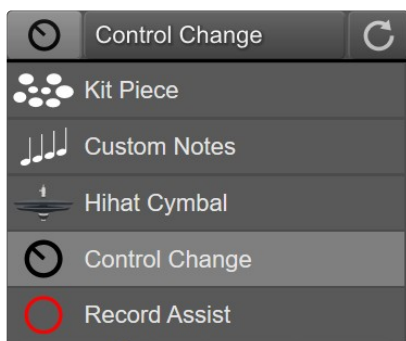 Control Change
Kit Piece
Custom Notes
Hihat Cymbal
Control Change
Record Assist